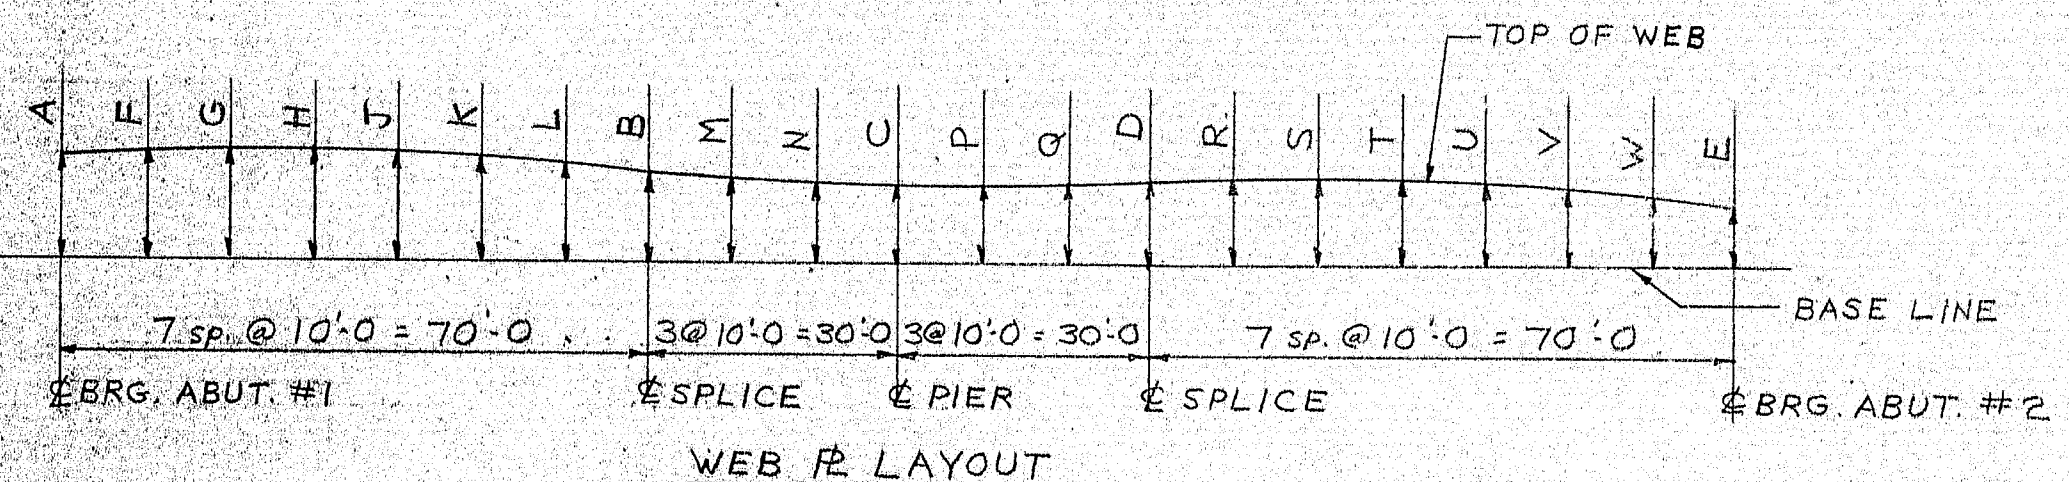 TOP OF WEB
A F G H J K L B M N C P Q D R S T U V W E
BASE LINE
7 SP. @ 10'-0 = 70'-0 3@10'-0=30'-0 3@10'-0=30'-0 7 SP. @ 10'-0 = 70'-0
℄ BRG. ABUT. #1 ℄ SPLICE ℄ PIER ℄ SPLICE ℄ BRG. ABUT. #2
WEB ⅊ LAYOUT